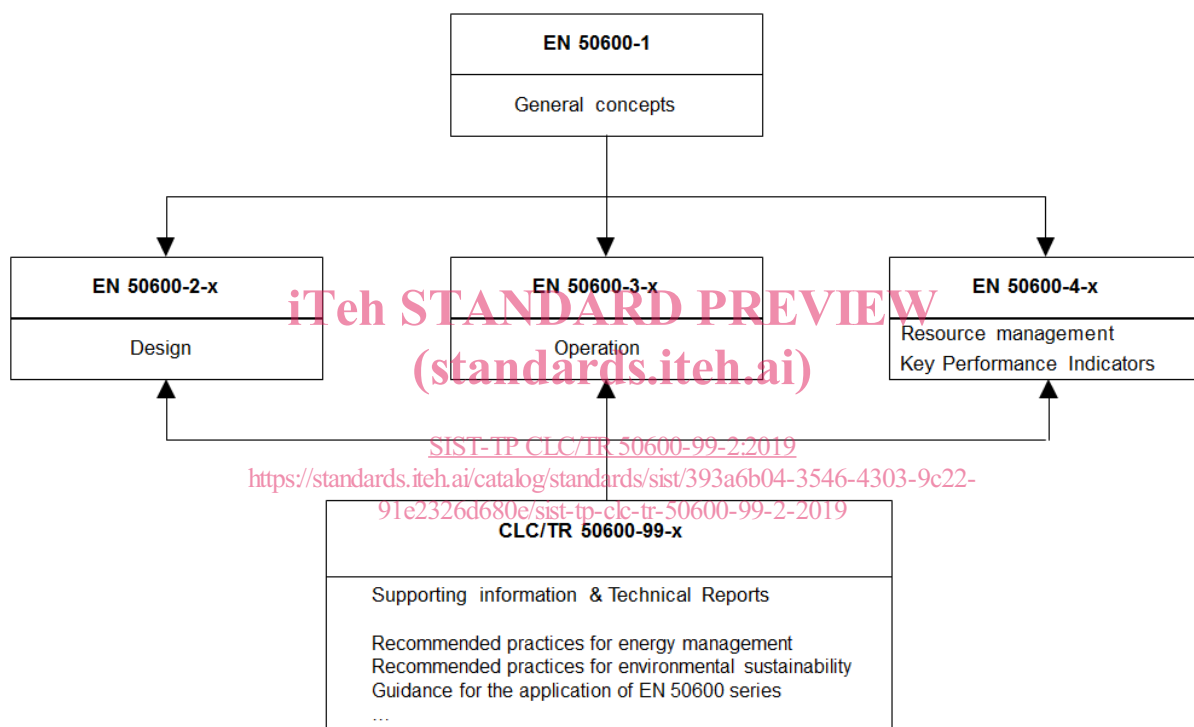 EN 50600-1
General concepts
EN 50600-2-x
EN 50600-3-x
EN 50600-4-x
iTeh STANDARD PREVIEW
Design
Operation
Resource management
Key Performance Indicators
(standards.iteh.ai)
SIST-TP CLC/TR 50600-99-2:2019
https://standards.iteh.ai/catalog/standards/sist/393a6b04-3546-4303-9c22-
91e2326d680e/sist-tp-clc-tr-50600-99-2-2019
CLC/TR 50600-99-x
Supporting information & Technical Reports
Recommended practices for energy management
Recommended practices for environmental sustainability
Guidance for the application of EN 50600 series
...